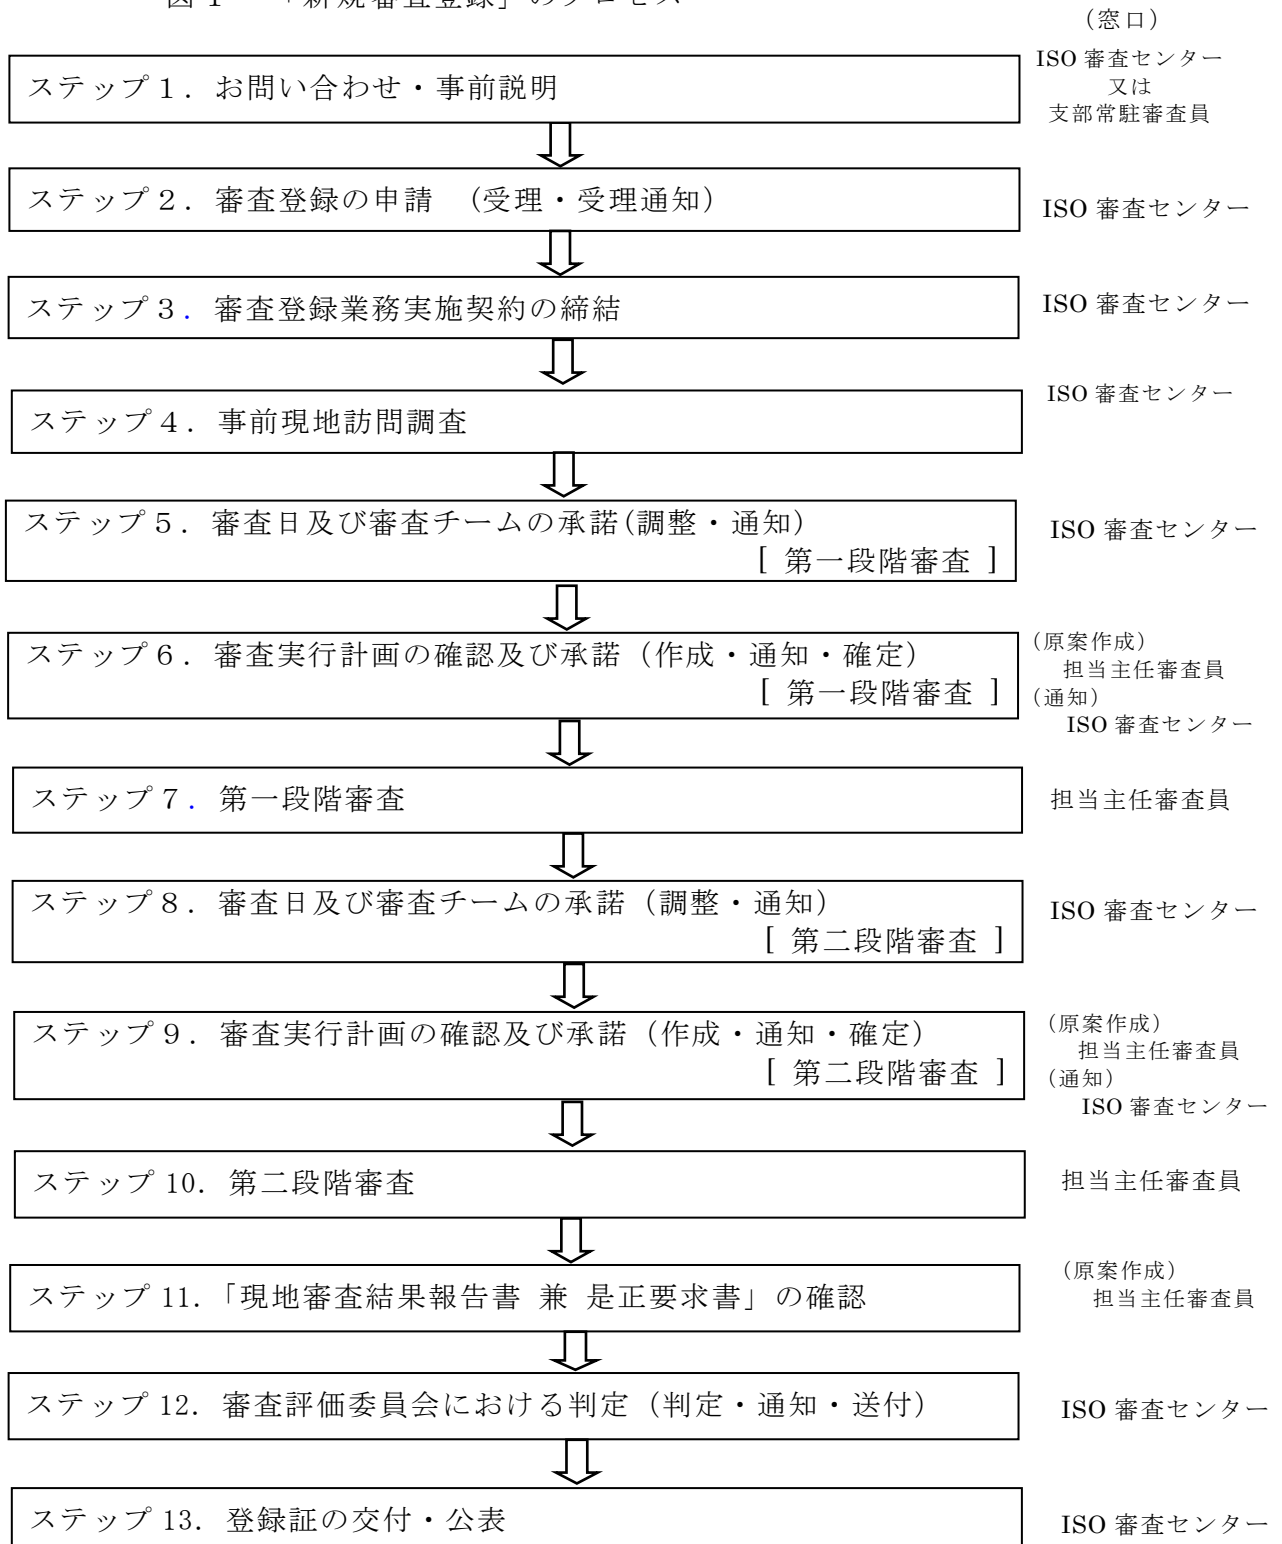 図１　「新規審査登録」のプロセス
（窓口）
ステップ１．お問い合わせ・事前説明
ISO 審査センター
又は
支部常駐審査員
ステップ２．審査登録の申請　（受理・受理通知）
ISO 審査センター
ステップ３．審査登録業務実施契約の締結
ISO 審査センター
ステップ４．事前現地訪問調査
ISO 審査センター
ステップ５．審査日及び審査チームの承諾(調整・通知)
[ 第一段階審査 ]
ISO 審査センター
ステップ６．審査実行計画の確認及び承諾（作成・通知・確定）
[ 第一段階審査 ]
（原案作成）
担当主任審査員
（通知）
ISO 審査センター
ステップ７．第一段階審査
担当主任審査員
ステップ８．審査日及び審査チームの承諾（調整・通知）
[ 第二段階審査 ]
ISO 審査センター
ステップ９．審査実行計画の確認及び承諾（作成・通知・確定）
[ 第二段階審査 ]
（原案作成）
担当主任審査員
（通知）
ISO 審査センター
ステップ 10．第二段階審査
担当主任審査員
ステップ 11．「現地審査結果報告書 兼 是正要求書」の確認
（原案作成）
担当主任審査員
ステップ 12．審査評価委員会における判定（判定・通知・送付）
ISO 審査センター
ステップ 13．登録証の交付・公表
ISO 審査センター